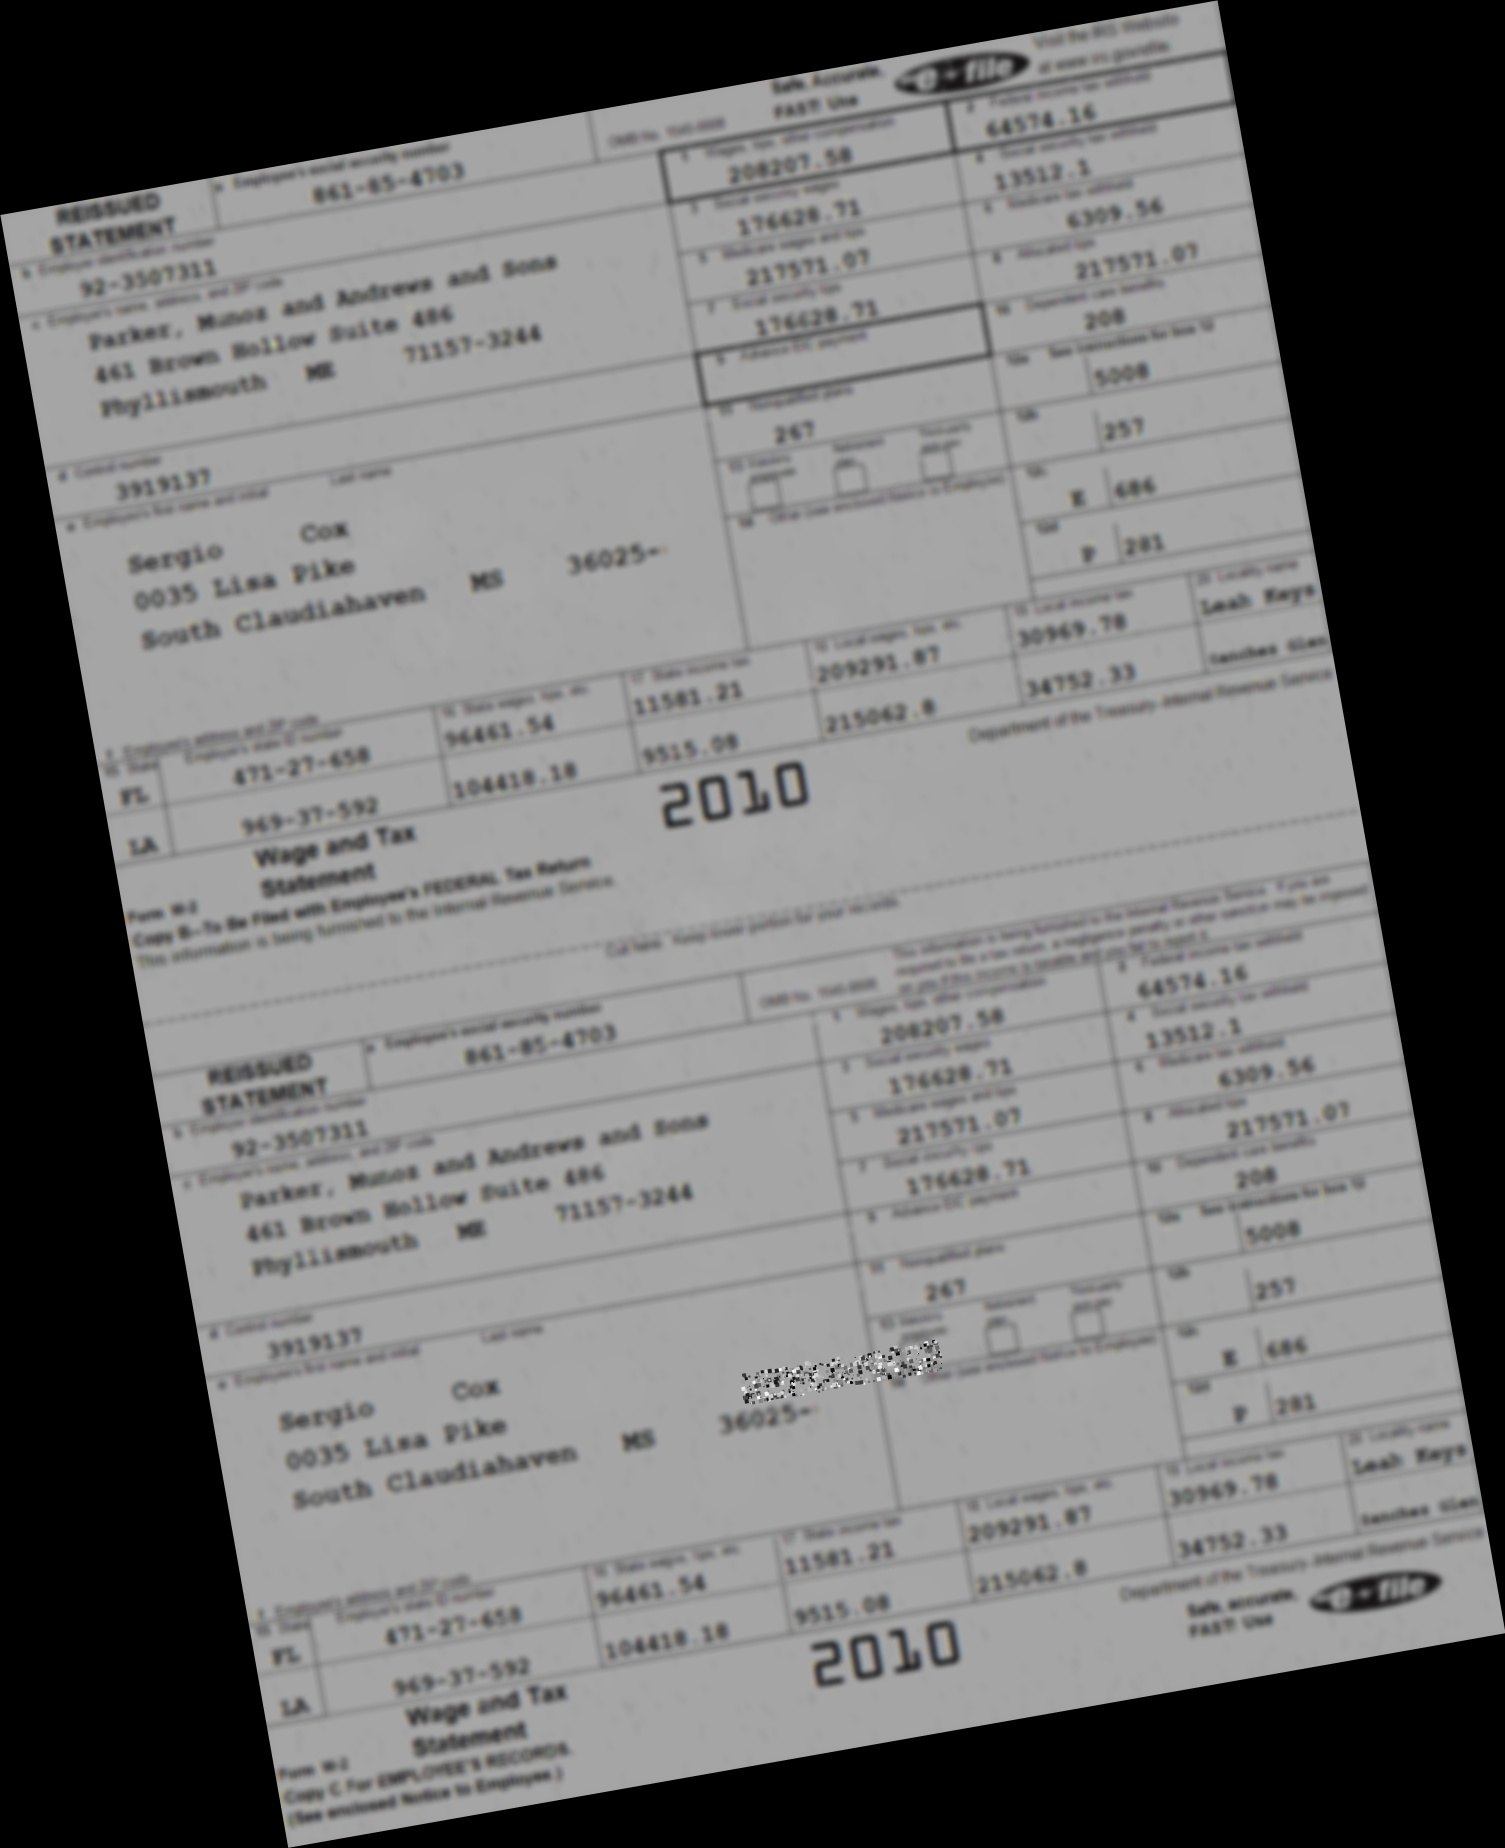 Safe, Accurate, FAST! Use
e-file
Visit the IRS Website at www.irs.gov/efile.
REISSUED STATEMENT
a Employee's social security number
861-85-4703
OMB No. 1545-0008
1 Wages, tips, other compensation
208207.58
2 Federal income tax withheld
64574.16
3 Social security wages
176628.71
4 Social security tax withheld
13512.1
b Employer identification number
92-3507311
5 Medicare wages and tips
217571.07
6 Medicare tax withheld
6309.56
c Employer's name, address, and ZIP code
Parker, Munoz and Andrews and Sons
461 Brown Hollow Suite 486
Phyllismouth ME 71157-3244
7 Social security tips
176628.71
8 Allocated tips
217571.07
9 Advance EIC payment
10 Dependent care benefits
208
d Control number
3919137
11 Nonqualified plans
267
12a See instructions for box 12
5008
12b
257
12c
E 686
12d
P 281
e Employee's first name and initial
Last name
Sergio Cox
0035 Lisa Pike
South Claudiahaven MS 36025-
13 Statutory employee
Retirement plan
Third-party sick pay
14 Other (see enclosed Notice to Employee)
f Employee's address and ZIP code
15 State
Employer's state ID number
16 State wages, tips, etc.
17 State income tax
18 Local wages, tips, etc.
19 Local income tax
20 Locality name
FL 471-27-658 96461.54 11581.21 209291.87 30969.78 Leah Keys
LA 969-37-592 104418.18 9515.08 215062.8 34752.33 Sanchez Glen
Form W-2
Wage and Tax Statement
2010
Department of the Treasury-Internal Revenue Service
Copy B—To Be Filed with Employee's FEDERAL Tax Return
This information is being furnished to the Internal Revenue Service.
Cut here. Keep lower portion for your records.
REISSUED STATEMENT
a Employee's social security number
861-85-4703
OMB No. 1545-0008
This information is being furnished to the Internal Revenue Service. If you are
required to file a tax return, a negligence penalty or other sanction may be imposed
on you if this income is taxable and you fail to report it.
1 Wages, tips, other compensation
208207.58
2 Federal income tax withheld
64574.16
3 Social security wages
176628.71
4 Social security tax withheld
13512.1
b Employer identification number
92-3507311
5 Medicare wages and tips
217571.07
6 Medicare tax withheld
6309.56
c Employer's name, address, and ZIP code
Parker, Munoz and Andrews and Sons
461 Brown Hollow Suite 486
Phyllismouth ME 71157-3244
7 Social security tips
176628.71
8 Allocated tips
217571.07
9 Advance EIC payment
10 Dependent care benefits
208
d Control number
3919137
11 Nonqualified plans
267
12a See instructions for box 12
5008
12b
257
12c
E 686
12d
P 281
e Employee's first name and initial
Last name
Sergio Cox
0035 Lisa Pike
South Claudiahaven MS 36025-
13 Statutory employee
Retirement plan
Third-party sick pay
14 Other (see enclosed Notice to Employee)
f Employee's address and ZIP code
15 State
Employer's state ID number
16 State wages, tips, etc.
17 State income tax
18 Local wages, tips, etc.
19 Local income tax
20 Locality name
FL 471-27-658 96461.54 11581.21 209291.87 30969.78 Leah Keys
LA 969-37-592 104418.18 9515.08 215062.8 34752.33 Sanchez Glen
Form W-2
Wage and Tax Statement
2010
Department of the Treasury-Internal Revenue Service
Safe, accurate, FAST! Use
e-file
Copy C For EMPLOYEE'S RECORDS.
(See enclosed Notice to Employee.)